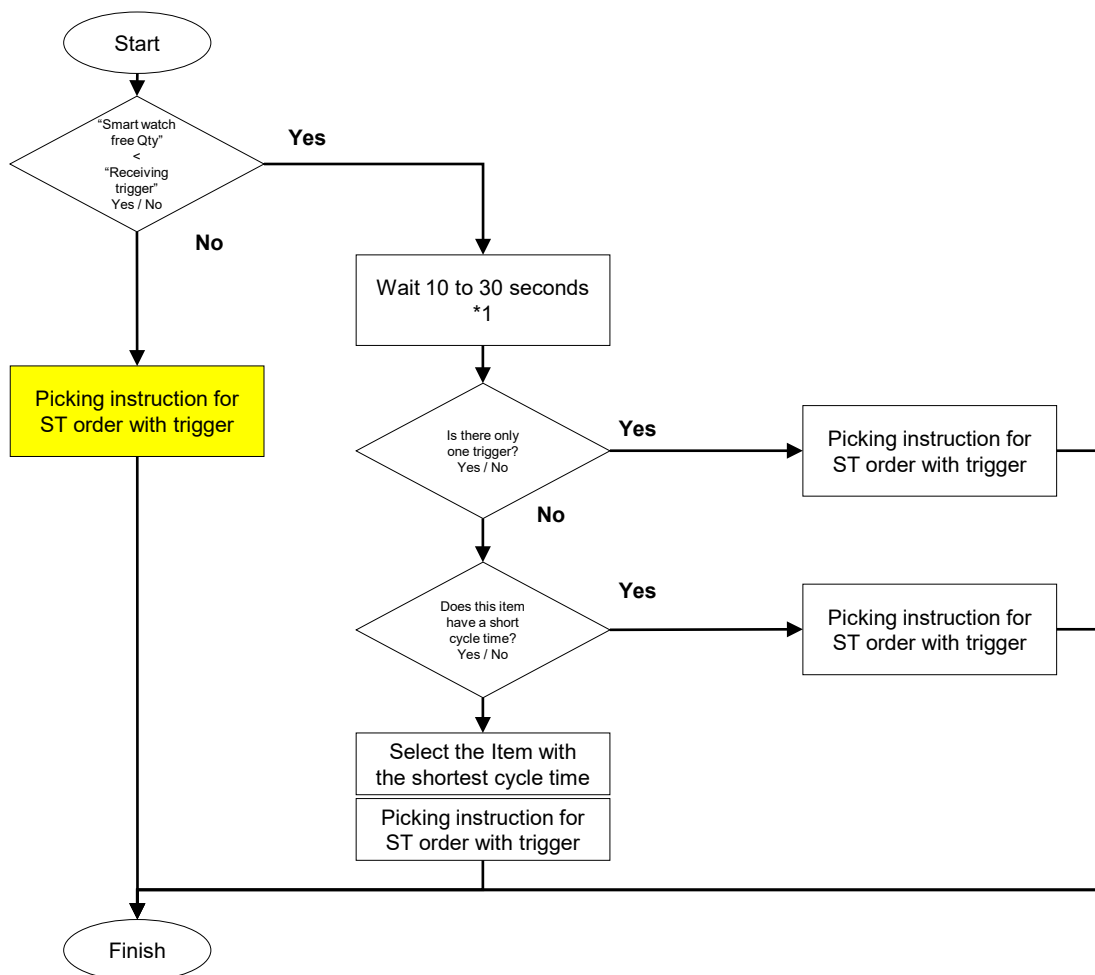 Start
“Smart watch
free Qty”
<
“Receiving
trigger”
Yes / No
Yes
No
Wait 10 to 30 seconds
*1
Picking instruction for
ST order with trigger
Is there only
one trigger?
Yes / No
Yes
Picking instruction for
ST order with trigger
No
Does this item
have a short
cycle time?
Yes / No
Yes
Picking instruction for
ST order with trigger
Select the Item with
the shortest cycle time
Picking instruction for
ST order with trigger
Finish